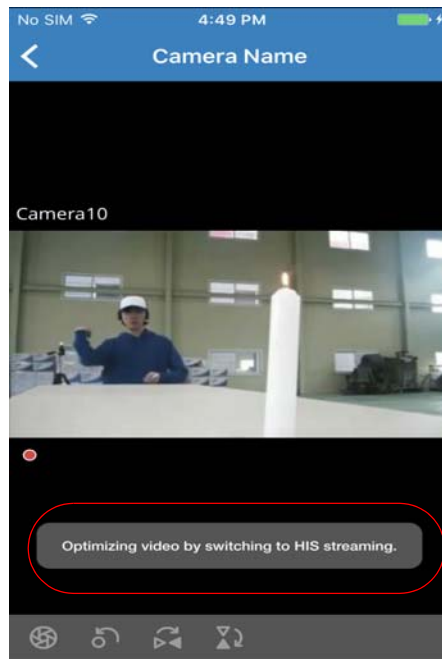 No SIM 4:49 PM
Camera Name
Camera10
Optimizing video by switching to HIS streaming.